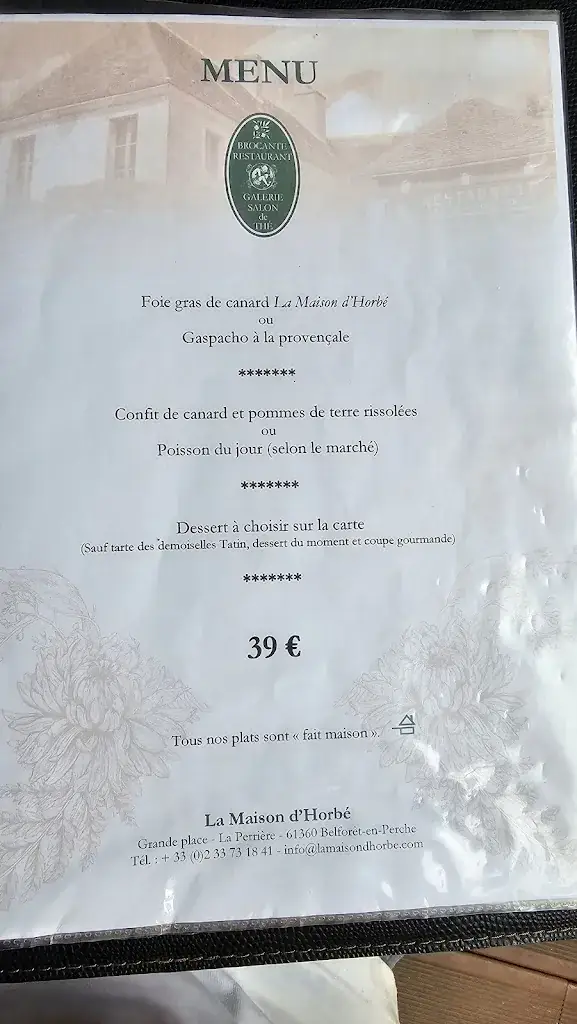 MENU
BROCANTE
RESTAURANT
GALERIE
SALON
de
THÉ
Foie gras de canard La Maison d'Horbé
ou
Gaspacho à la provençale
*******
Confit de canard et pommes de terre rissolées
ou
Poisson du jour (selon le marché)
*******
Dessert à choisir sur la carte
(Sauf tarte des demoiselles Tatin, dessert du moment et coupe gourmande)
*******
39 €
Tous nos plats sont « fait maison ».
La Maison d'Horbé
Grande place - La Perrière - 61360 Belforêt-en-Perche
Tél. : + 33 (0)2 33 73 18 41 - info@lamaisondhorbe.com